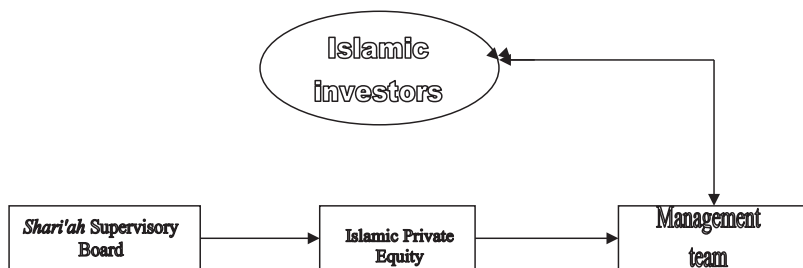 Islamic
investors
Shari'ah Supervisory
Board
Islamic Private
Equity
Management
team